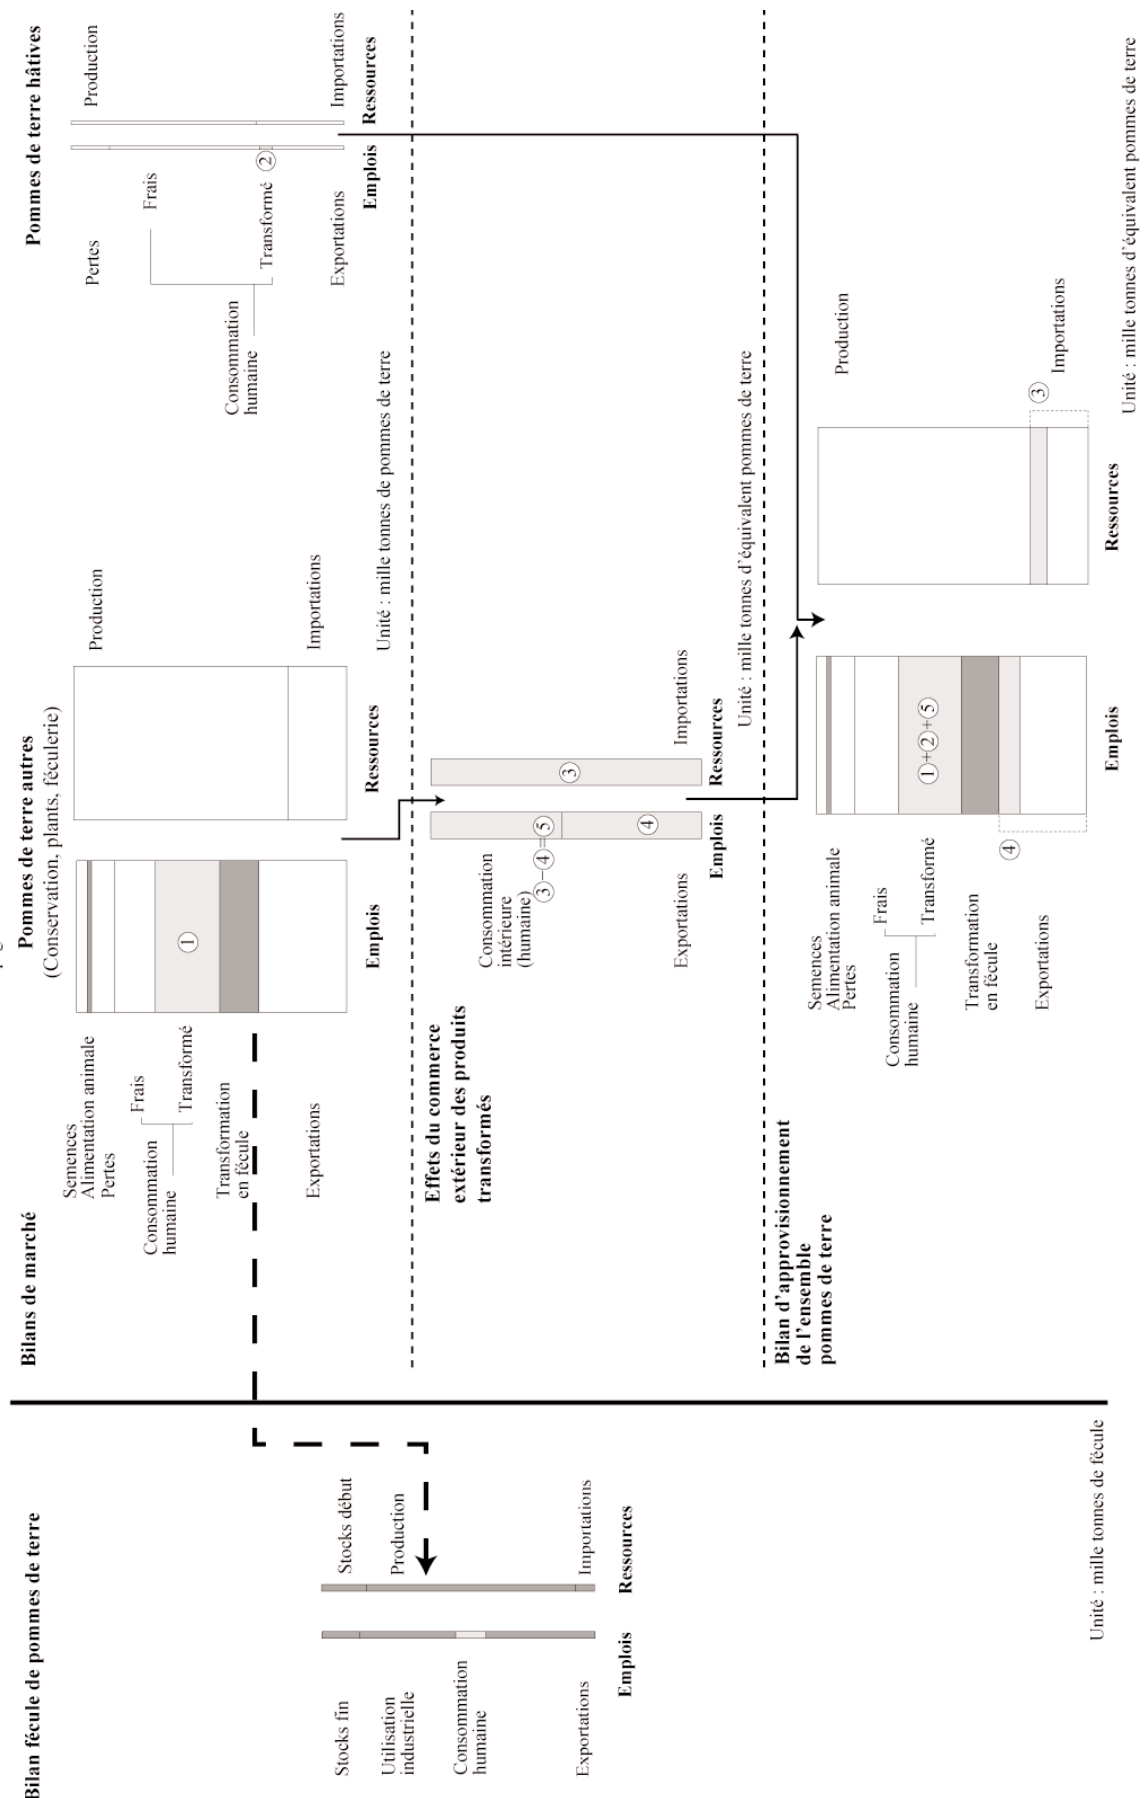 Bilan fécule de pommes de terre
Stocks fin
Utilisation
industrielle
Consommation
humaine
Exportations
Emplois
Stocks début
Production
Importations
Ressources
Unité : mille tonnes de fécule
Bilans de marché
Pommes de terre autres
(Conservation, plants, féculerie)
Semences
Alimentation animale
Pertes
Consommation
humaine
Frais
Transformé
Transformation
en fécule
Exportations
1
Emplois
Production
Importations
Ressources
Pommes de terre hâtives
Pertes
Consommation
humaine
Frais
Transformé
2
Exportations
Emplois
Production
Importations
Ressources
Unité : mille tonnes de pommes de terre
Effets du commerce
extérieur des produits
transformés
Consommation
intérieure
(humaine)
3 – 4 = 5
Exportations
4
Emplois
3
Importations
Ressources
Unité : mille tonnes d'équivalent pommes de terre
Bilan d'approvisionnement
de l'ensemble
pommes de terre
Semences
Alimentation animale
Pertes
Consommation
humaine
Frais
Transformé
Transformation
en fécule
Exportations
4
1 + 2 + 5
Emplois
Production
3
Importations
Ressources
Unité : mille tonnes d'équivalent pommes de terre